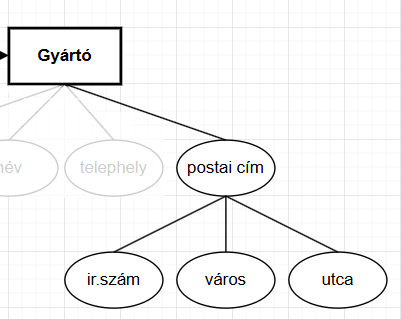 Gyártó
név
telephely
postai cím
ir.szám
város
utca